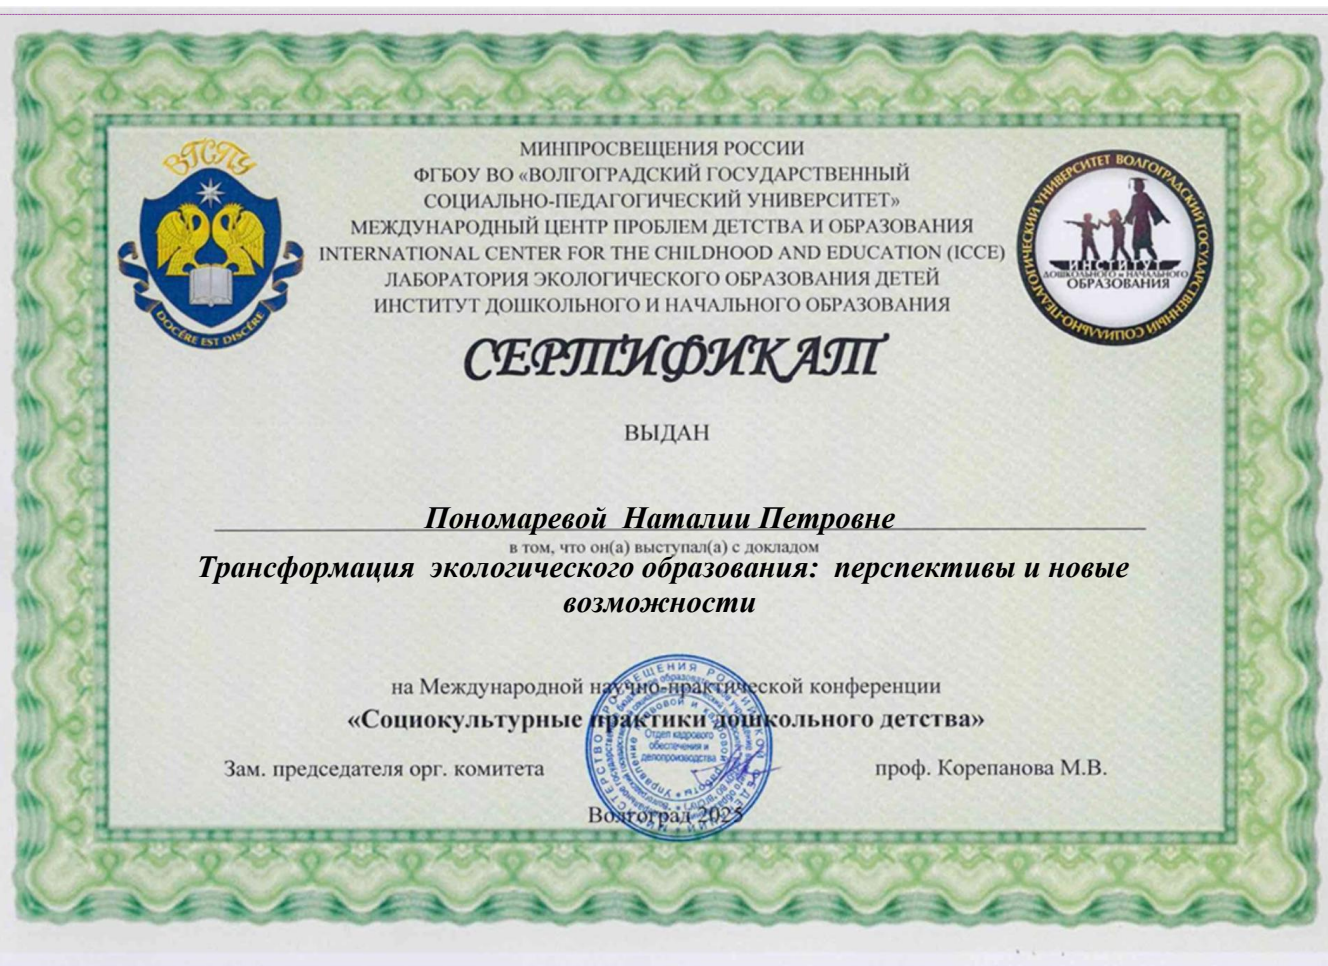 ВГСПУ
DOCÉRE EST DISCÉRE
МИНПРОСВЕЩЕНИЯ РОССИИ
ФГБОУ ВО «ВОЛГОГРАДСКИЙ ГОСУДАРСТВЕННЫЙ
СОЦИАЛЬНО-ПЕДАГОГИЧЕСКИЙ УНИВЕРСИТЕТ»
МЕЖДУНАРОДНЫЙ ЦЕНТР ПРОБЛЕМ ДЕТСТВА И ОБРАЗОВАНИЯ
INTERNATIONAL CENTER FOR THE CHILDHOOD AND EDUCATION (ICCE)
ЛАБОРАТОРИЯ ЭКОЛОГИЧЕСКОГО ОБРАЗОВАНИЯ ДЕТЕЙ
ИНСТИТУТ ДОШКОЛЬНОГО И НАЧАЛЬНОГО ОБРАЗОВАНИЯ
ВОЛГОГРАДСКИЙ ГОСУДАРСТВЕННЫЙ СОЦИАЛЬНО-ПЕДАГОГИЧЕСКИЙ УНИВЕРСИТЕТ
ИНСТИТУТ
ДОШКОЛЬНОГО И НАЧАЛЬНОГО
ОБРАЗОВАНИЯ
СЕРТИФИКАТ
ВЫДАН
Пономаревой Наталии Петровне
в том, что он(а) выступал(а) с докладом
Трансформация экологического образования: перспективы и новые
возможности
на Международной научно-практической конференции
«Социокультурные практики дошкольного детства»
Отдел кадрового
обеспечения и
делопроизводства
Зам. председателя орг. комитета
проф. Корепанова М.В.
Волгоград 2025